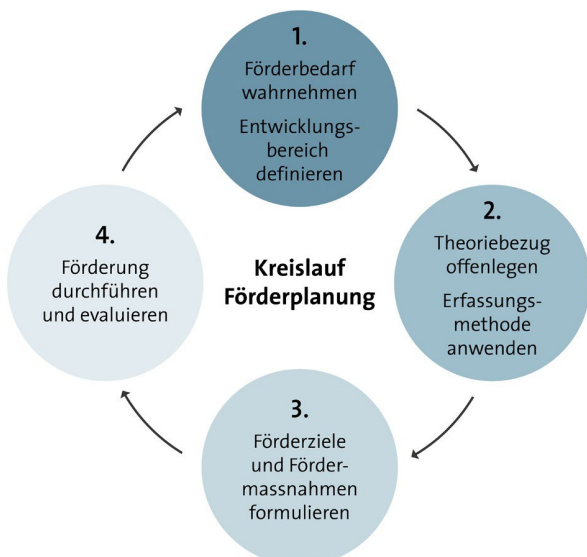 1.
Förderbedarf
wahrnehmen
Entwicklungs-
bereich
definieren
2.
Theoriebezug
offenlegen
Erfassungs-
methode
anwenden
3.
Förderziele
und Förder-
massnahmen
formulieren
4.
Förderung
durchführen
und evaluieren
Kreislauf
Förderplanung